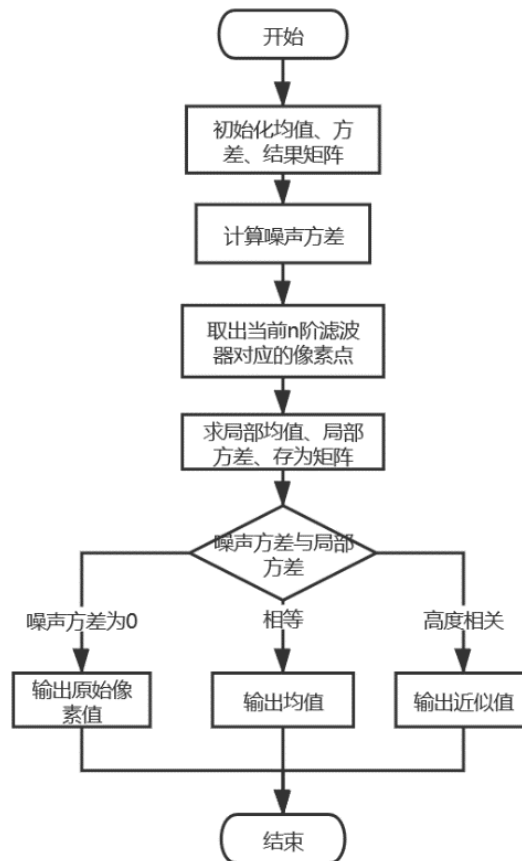 开始
初始化均值、方
差、结果矩阵
计算噪声方差
取出当前n阶滤波
器对应的像素点
求局部均值、局部
方差、存为矩阵
噪声方差与局部
方差
噪声方差为0
相等
高度相关
输出原始像
素值
输出均值
输出近似值
结束